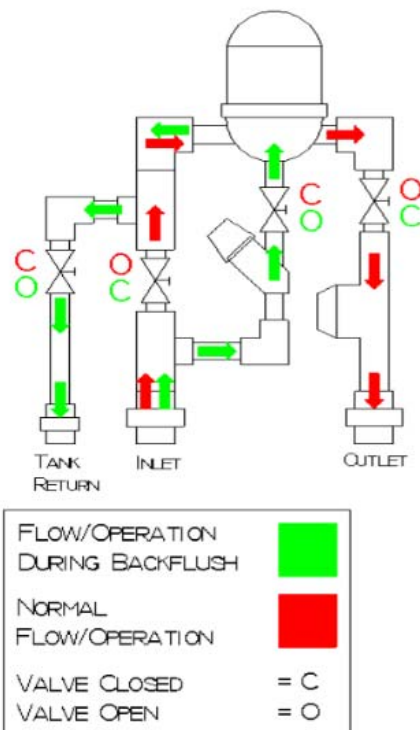 C
O
O
C
C
O
O
C
TANK
RETURN
INLET
OUTLET
FLOW/OPERATION
DURING BACKFLUSH
NORMAL
FLOW/OPERATION
VALVE CLOSED = C
VALVE OPEN = O